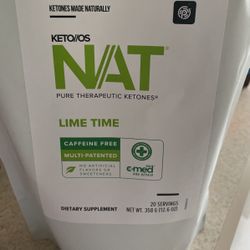 KETONES MADE NATURALLY
KETO//OS
NAT
PURE THERAPEUTIC KETONES®
LIME TIME
CAFFEINE FREE
MULTI-PATENTED
NO ARTIFICIAL
FLAVORS OR
SWEETENERS
c-med
20 SERVINGS
DIETARY SUPPLEMENT
NET WT. 358 G (12.6 OZ)